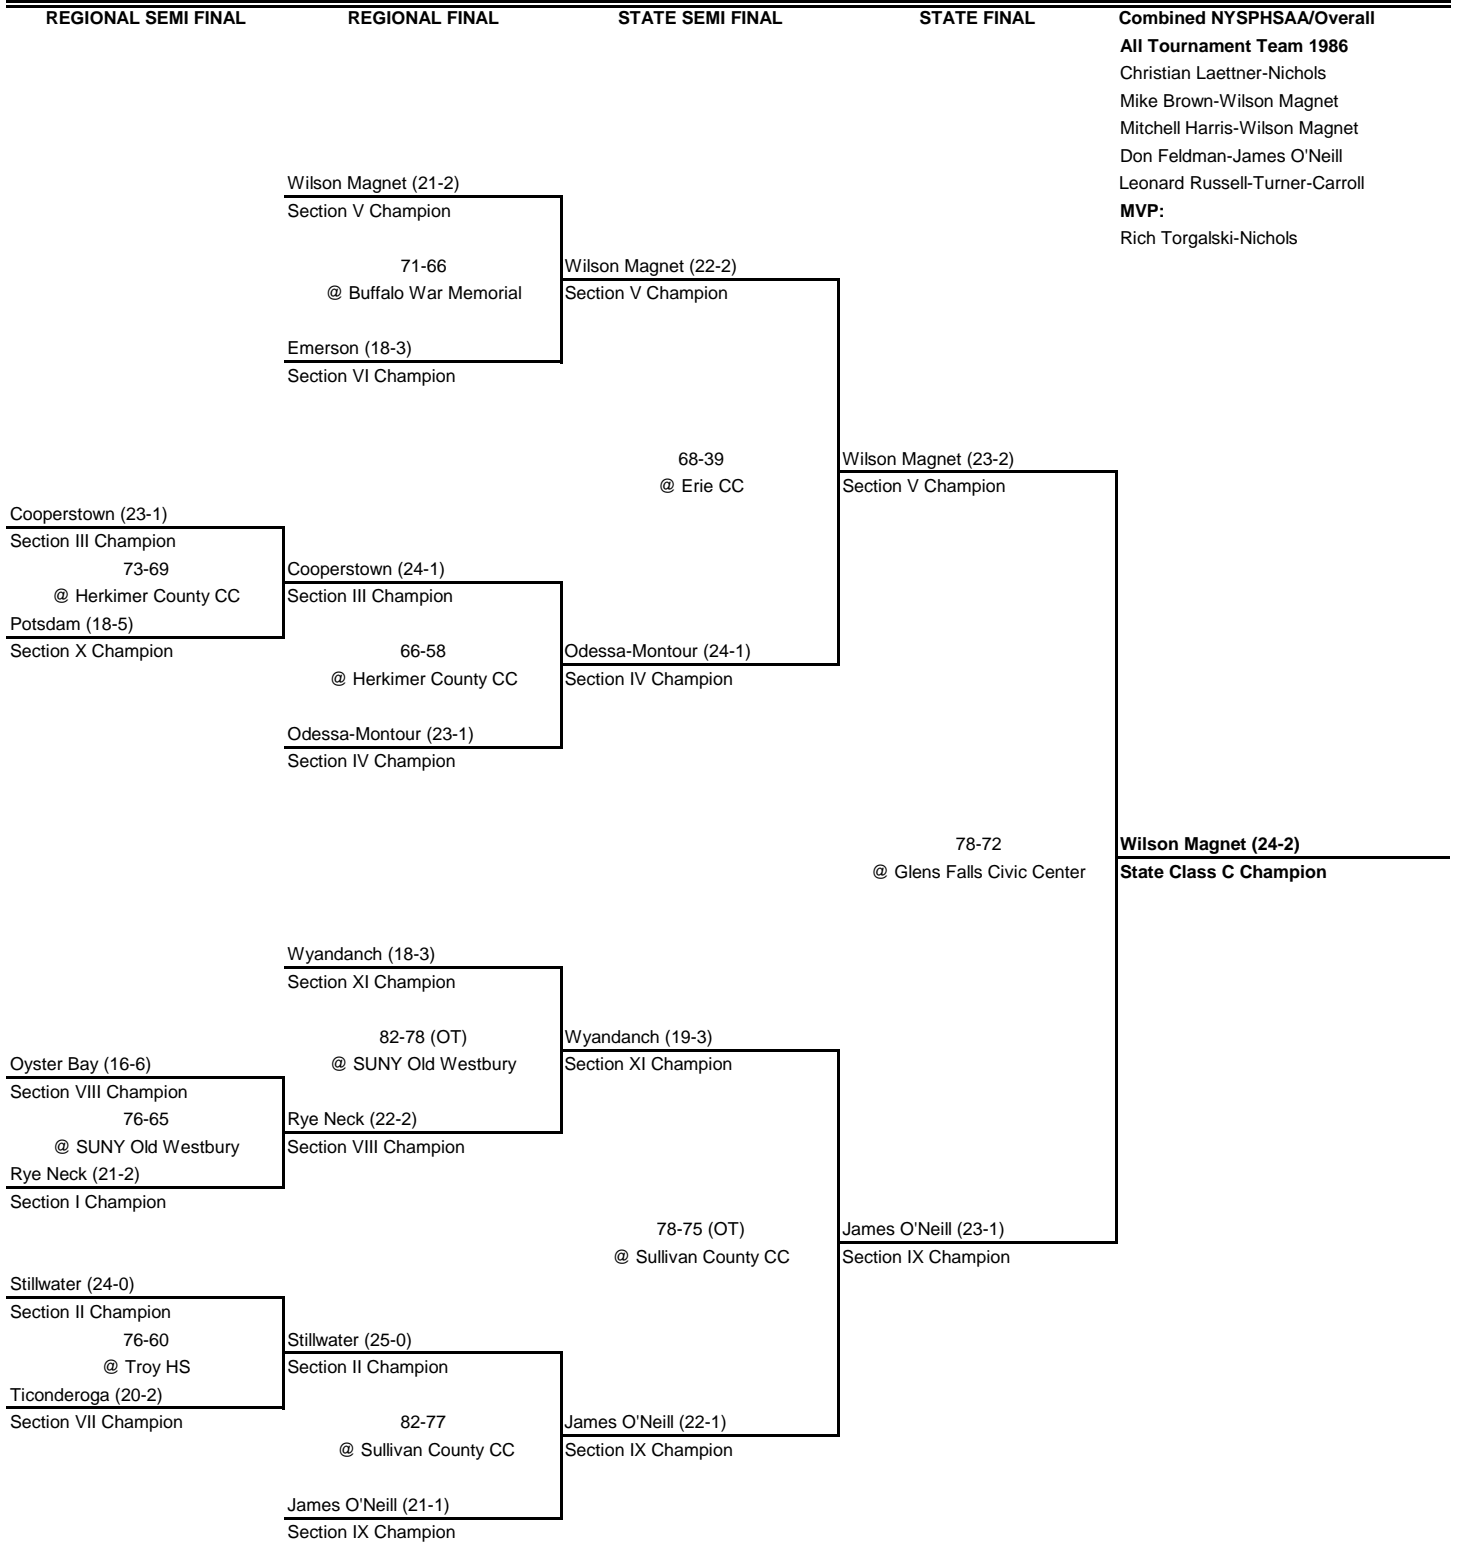 REGIONAL SEMI FINAL
REGIONAL FINAL
STATE SEMI FINAL
STATE FINAL
Combined NYSPHSAA/Overall
All Tournament Team 1986
Christian Laettner-Nichols
Mike Brown-Wilson Magnet
Mitchell Harris-Wilson Magnet
Don Feldman-James O'Neill
Leonard Russell-Turner-Carroll
MVP:
Rich Torgalski-Nichols
Wilson Magnet (21-2)
Section V Champion
71-66
@ Buffalo War Memorial
Wilson Magnet (22-2)
Section V Champion
Emerson (18-3)
Section VI Champion
68-39
@ Erie CC
Wilson Magnet (23-2)
Section V Champion
Cooperstown (23-1)
Section III Champion
73-69
@ Herkimer County CC
Cooperstown (24-1)
Section III Champion
Potsdam (18-5)
Section X Champion
66-58
@ Herkimer County CC
Odessa-Montour (24-1)
Section IV Champion
Odessa-Montour (23-1)
Section IV Champion
78-72
@ Glens Falls Civic Center
Wilson Magnet (24-2)
State Class C Champion
Wyandanch (18-3)
Section XI Champion
82-78 (OT)
@ SUNY Old Westbury
Wyandanch (19-3)
Section XI Champion
Oyster Bay (16-6)
Section VIII Champion
76-65
@ SUNY Old Westbury
Rye Neck (22-2)
Section VIII Champion
Rye Neck (21-2)
Section I Champion
78-75 (OT)
@ Sullivan County CC
James O'Neill (23-1)
Section IX Champion
Stillwater (24-0)
Section II Champion
76-60
@ Troy HS
Stillwater (25-0)
Section II Champion
Ticonderoga (20-2)
Section VII Champion
82-77
@ Sullivan County CC
James O'Neill (22-1)
Section IX Champion
James O'Neill (21-1)
Section IX Champion